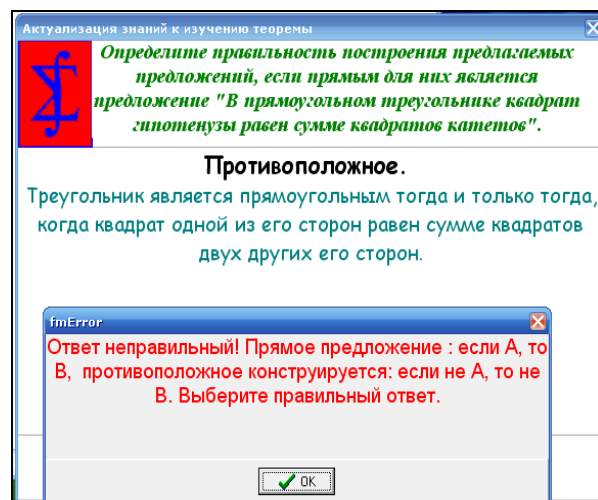 Актуализация знаний к изучению теоремы
Определите правильность построения предлагаемых
предложений, если прямым для них является
предложение "В прямоугольном треугольнике квадрат
гипотенузы равен сумме квадратов катетов".
Противоположное.
Треугольник является прямоугольным тогда и только тогда,
когда квадрат одной из его сторон равен сумме квадратов
двух других его сторон.
fmError
Ответ неправильный! Прямое предложение : если А, то
В, противоположное конструируется: если не А, то не
В. Выберите правильный ответ.
OK